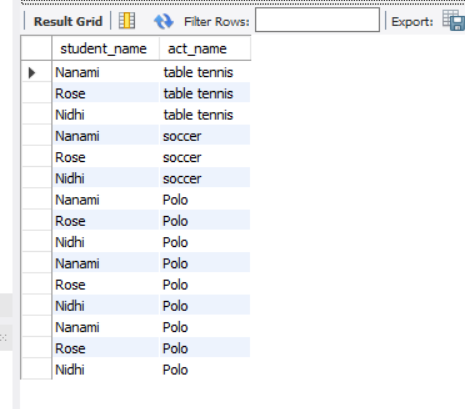 Result Grid Filter Rows: Export:
student_name act_name
Nanami table tennis
Rose table tennis
Nidhi table tennis
Nanami soccer
Rose soccer
Nidhi soccer
Nanami Polo
Rose Polo
Nidhi Polo
Nanami Polo
Rose Polo
Nidhi Polo
Nanami Polo
Rose Polo
Nidhi Polo